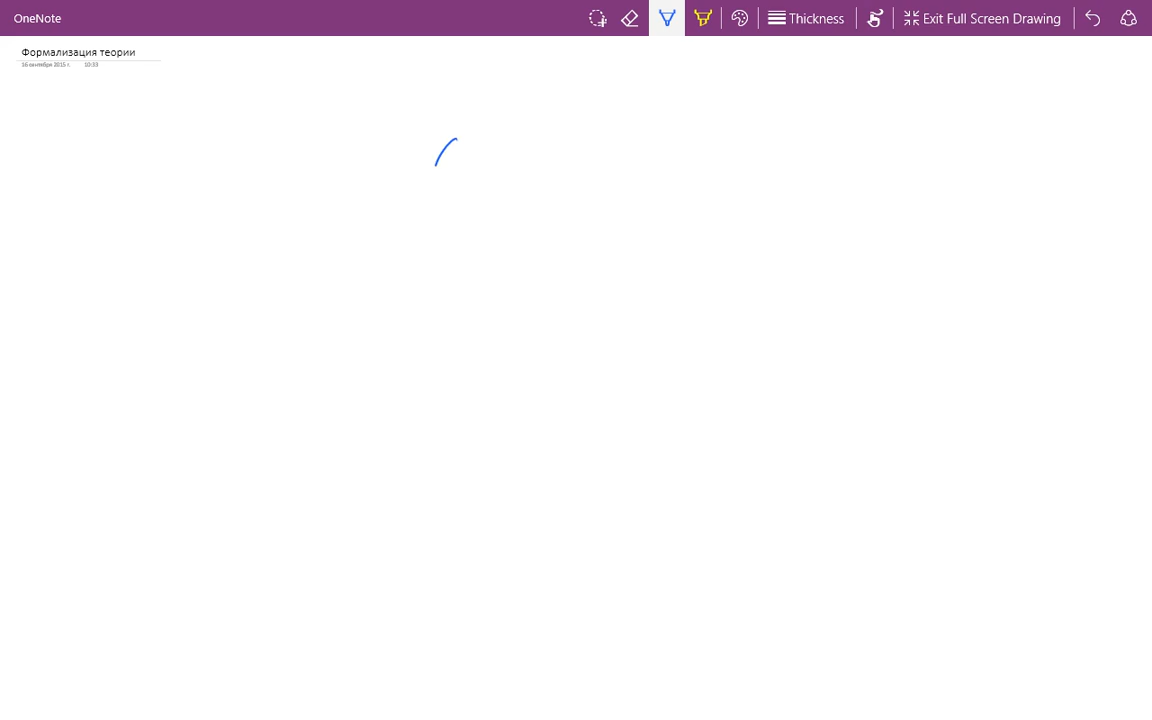 OneNote
Thickness
Exit Full Screen Drawing
Формализация теории
16 сентября 2015 г. 10:33